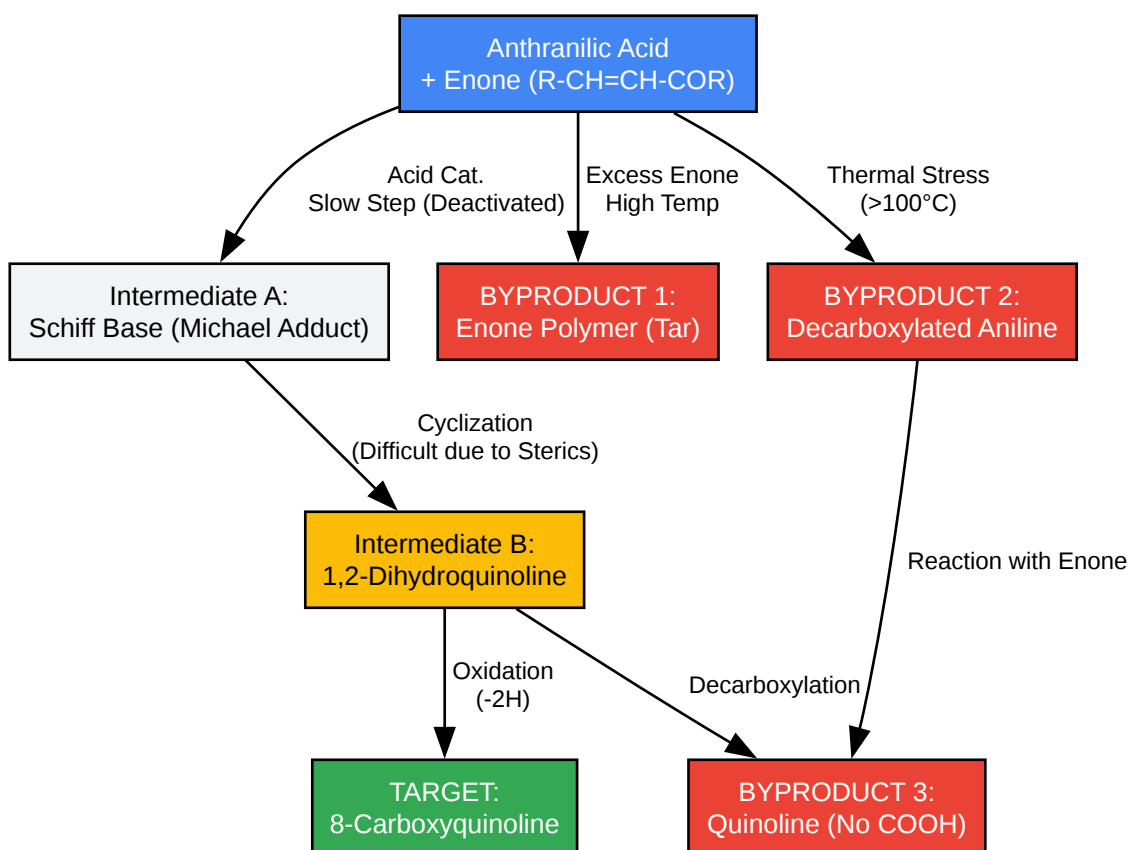 Anthranilic Acid
+ Enone (R-CH=CH-COR)
Acid Cat.
Slow Step (Deactivated)
Excess Enone
High Temp
Thermal Stress
(>100°C)
Intermediate A:
Schiff Base (Michael Adduct)
BYPRODUCT 1:
Enone Polymer (Tar)
BYPRODUCT 2:
Decarboxylated Aniline
Cyclization
(Difficult due to Sterics)
Intermediate B:
1,2-Dihydroquinoline
Reaction with Enone
Oxidation
(-2H)
Decarboxylation
TARGET:
8-Carboxyquinoline
BYPRODUCT 3:
Quinoline (No COOH)